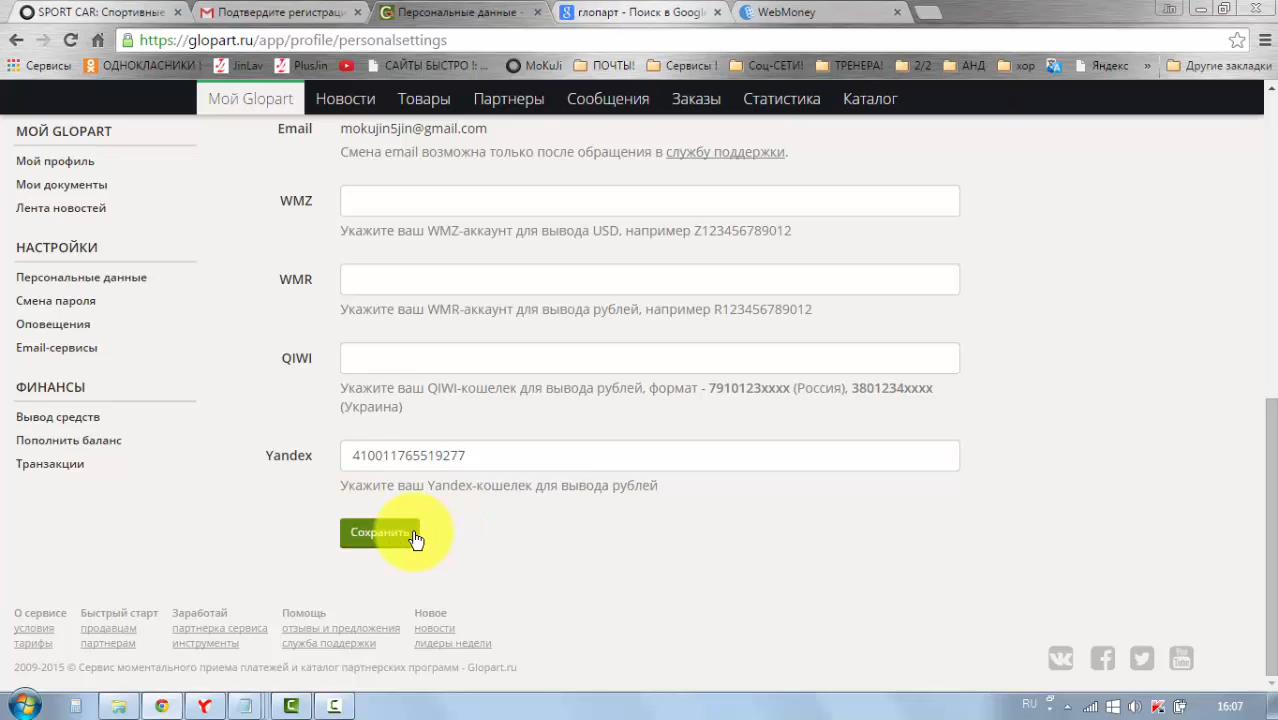 SPORT CAR: Спортивные
Подтвердите регистраци
Персональные данные -
глопарт - Поиск в Google
WebMoney
Jin
https://glopart.ru/app/profile/personalsettings
Сервисы
ОДНОКЛАСНИКИ !
JinLav
PlusJin
САЙТЫ БЫСТРО !: ...
MoKuJi
ПОЧТЫ!
Сервисы !
Соц-СЕТИ!
ТРЕНЕРА!
2/2
АНД
хор
Яндекс
»
Другие закладки
Мой Glopart
Новости
Товары
Партнеры
Сообщения
Заказы
Статистика
Каталог
МОЙ GLOPART
Мой профиль
Мои документы
Лента новостей
НАСТРОЙКИ
Персональные данные
Смена пароля
Оповещения
Email-сервисы
ФИНАНСЫ
Вывод средств
Пополнить баланс
Транзакции
Email
mokujin5jin@gmail.com
Смена email возможна только после обращения в службу поддержки.
WMZ
Укажите ваш WMZ-аккаунт для вывода USD, например Z123456789012
WMR
Укажите ваш WMR-аккаунт для вывода рублей, например R123456789012
QIWI
Укажите ваш QIWI-кошелек для вывода рублей, формат - 7910123xxxx (Россия), 3801234xxxx
(Украина)
Yandex
410011765519277
Укажите ваш Yandex-кошелек для вывода рублей
Сохранить
О сервисе
условия
тарифы
Быстрый старт
продавцам
партнерам
Заработай
партнерка сервиса
инструменты
Помощь
отзывы и предложения
служба поддержки
Новое
новости
лидеры недели
2009-2015 © Сервис моментального приема платежей и каталог партнерских программ - Glopart.ru
RU
16:07